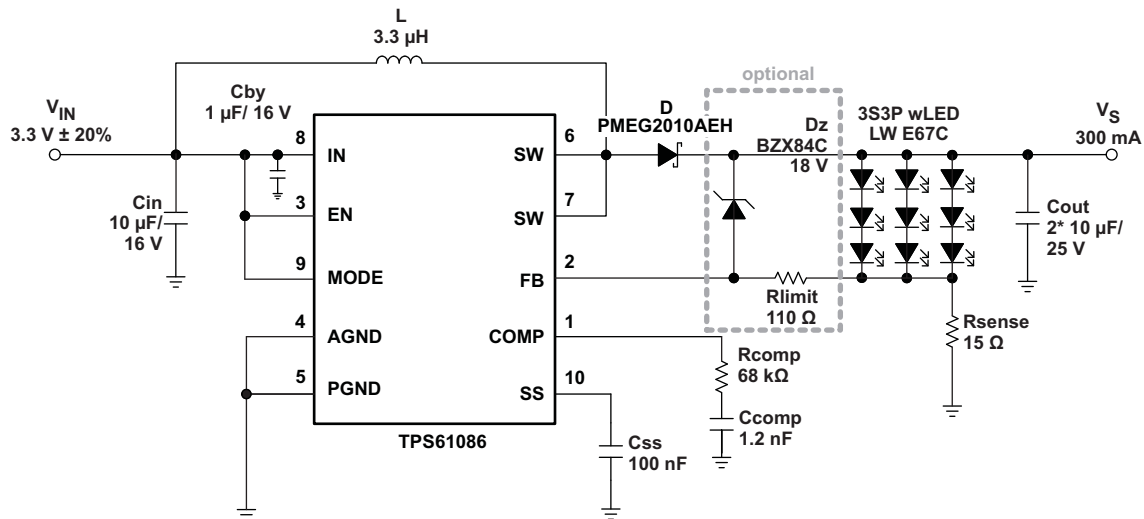 L
3.3 µH
optional
Cby
1 µF/ 16 V
VIN
3.3 V ± 20%
D
PMEG2010AEH
Dz
BZX84C
18 V
3S3P wLED
LW E67C
VS
300 mA
8
IN
6
SW
3
EN
7
SW
Cin
10 µF/
16 V
Cout
2* 10 µF/
25 V
9
MODE
2
FB
Rlimit
110 Ω
4
AGND
1
COMP
Rsense
15 Ω
Rcomp
68 kΩ
5
PGND
10
SS
Ccomp
1.2 nF
TPS61086
Css
100 nF